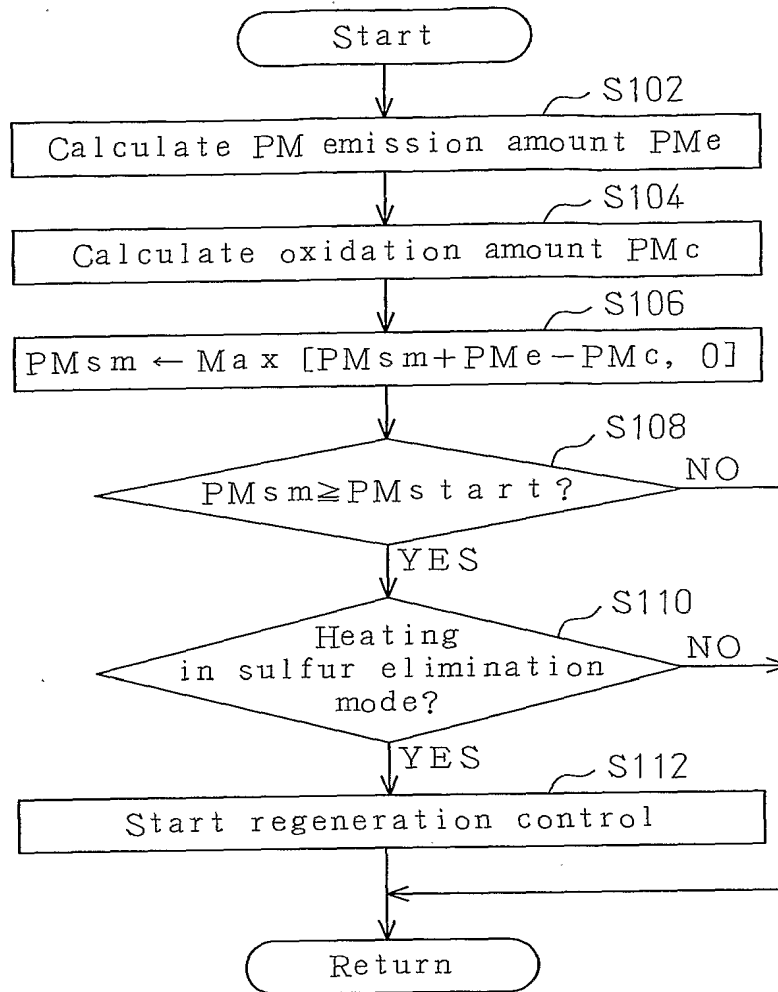 Start
S102
Calculate PM emission amount PMe
S104
Calculate oxidation amount PMc
S106
PMsm ← Max [PMsm+PMe−PMc, 0]
S108
PMsm≧PMstart?
NO
YES
S110
Heating
in sulfur elimination
mode?
NO
YES
S112
Start regeneration control
Return